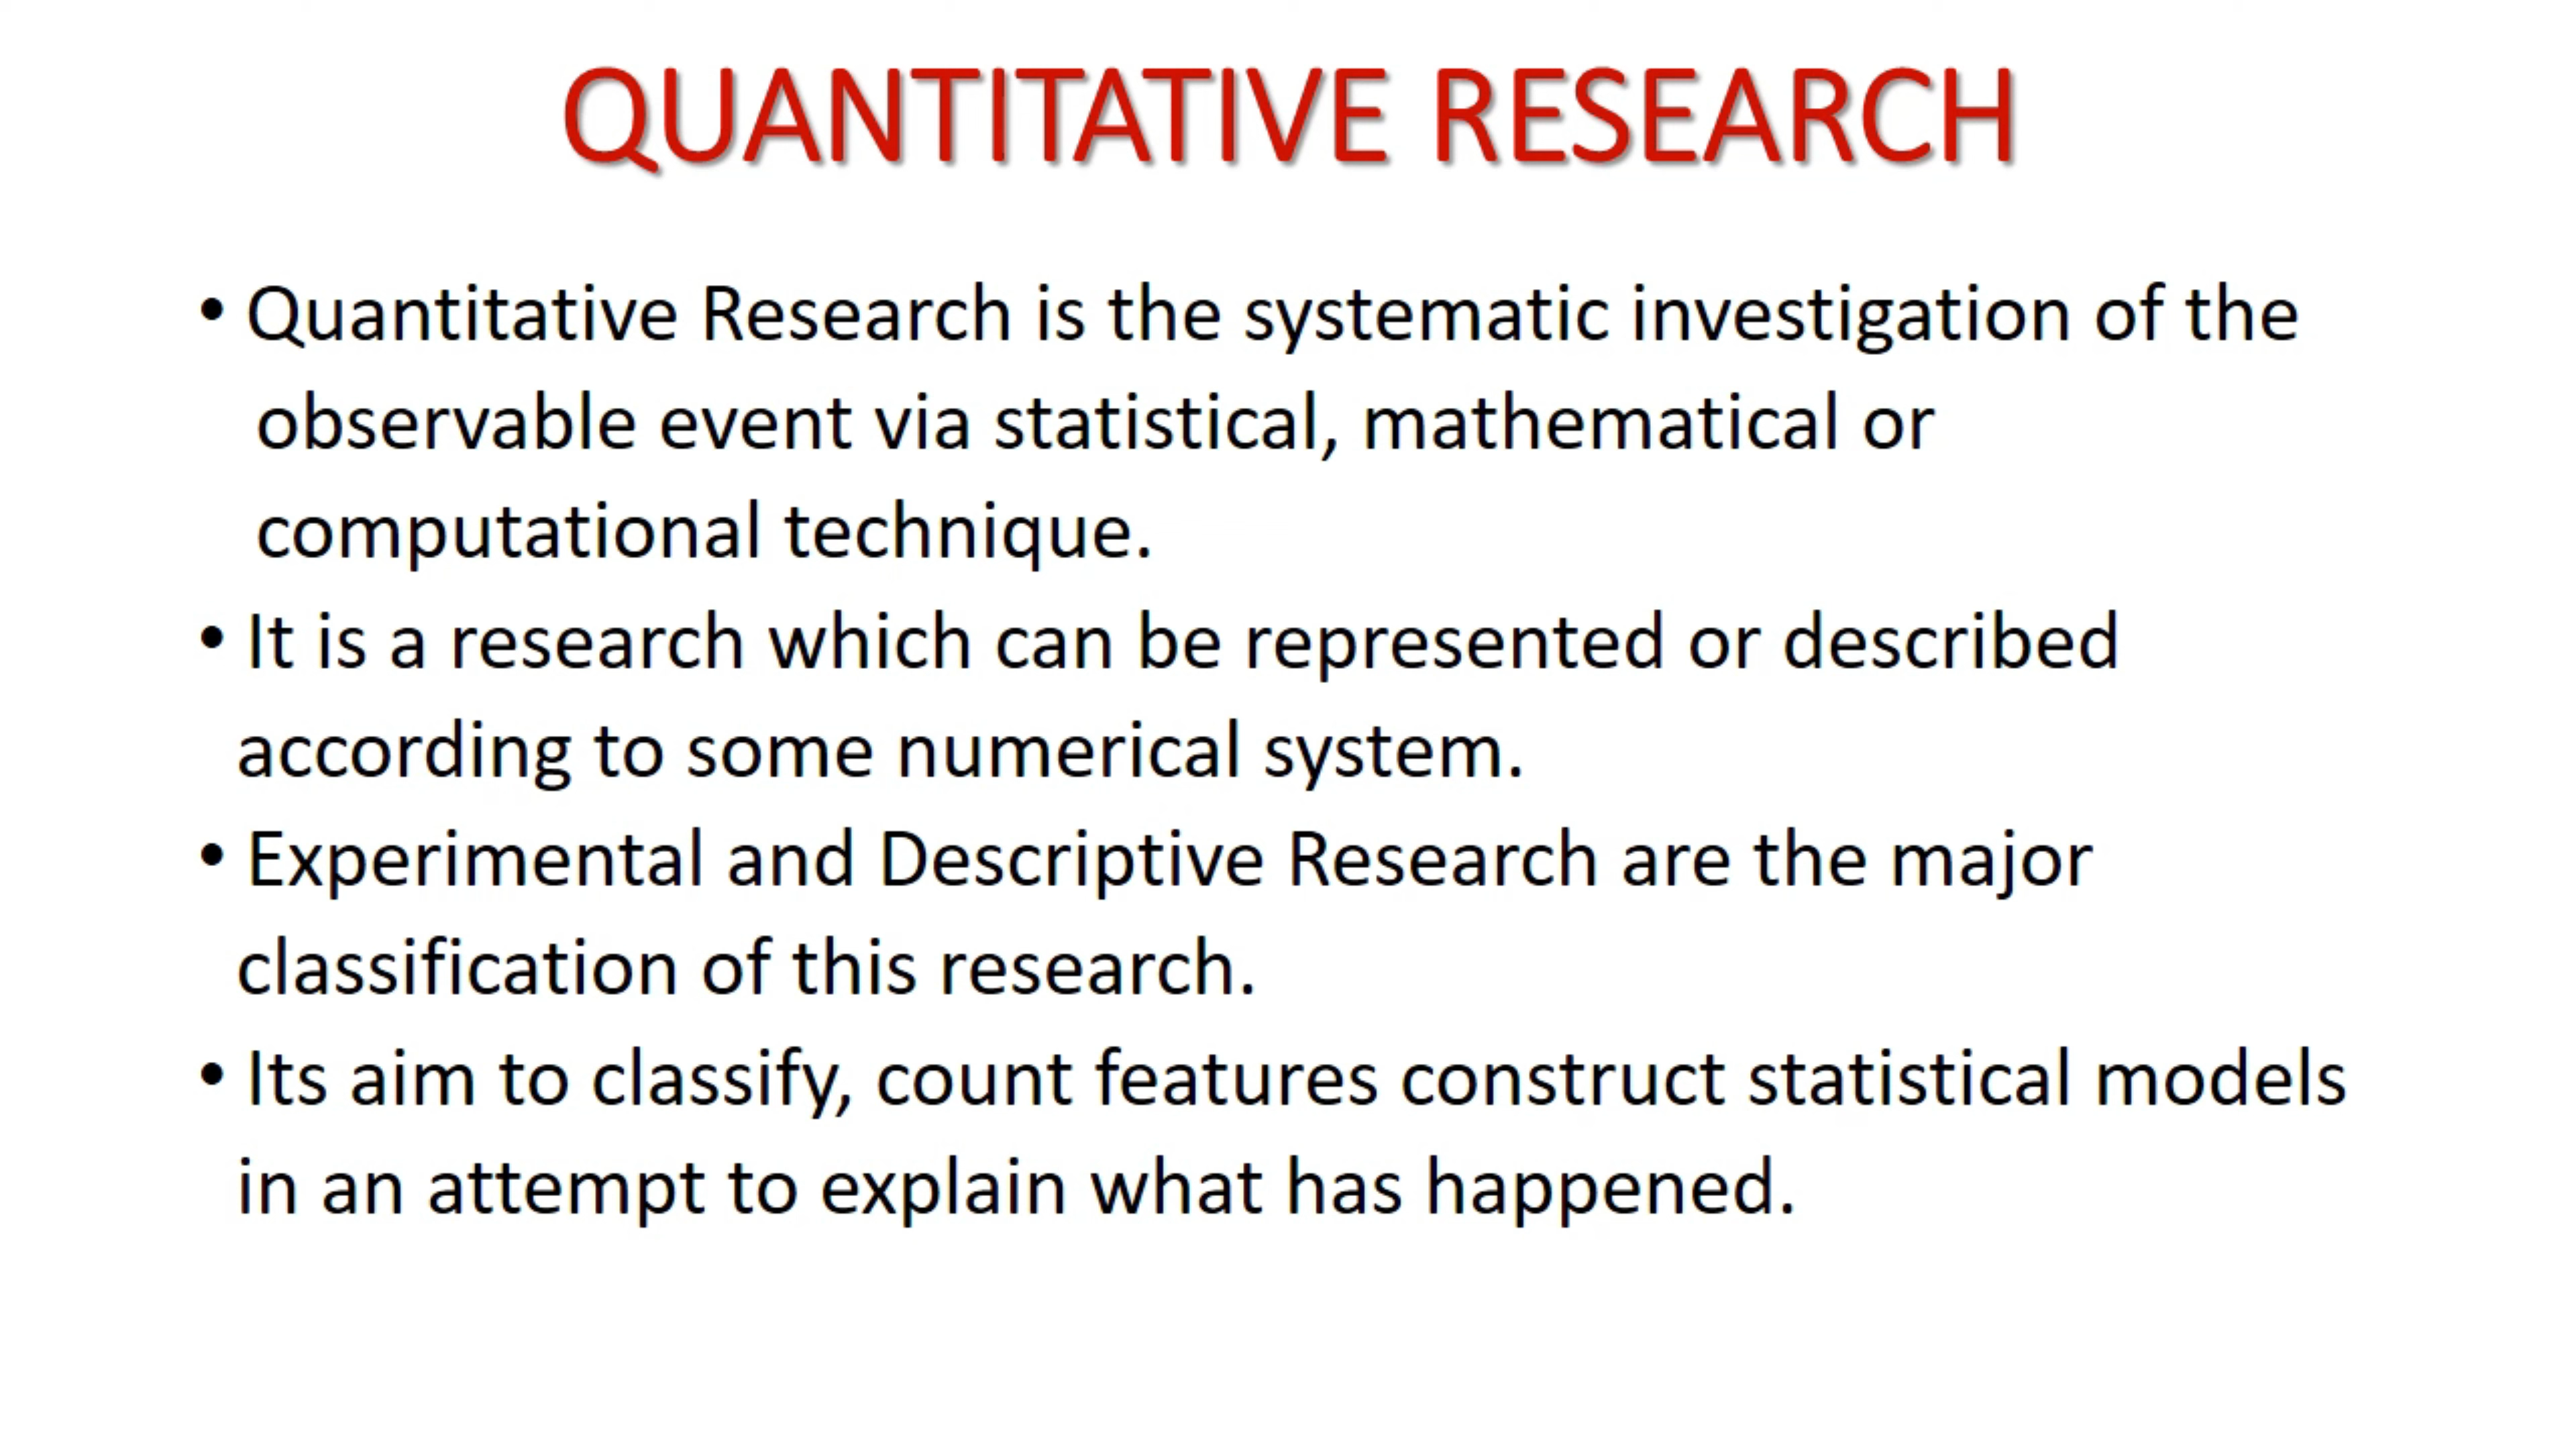 QUANTITATIVE RESEARCH
• Quantitative Research is the systematic investigation of the
observable event via statistical, mathematical or
computational technique.
• It is a research which can be represented or described
according to some numerical system.
• Experimental and Descriptive Research are the major
classification of this research.
• Its aim to classify, count features construct statistical models
in an attempt to explain what has happened.